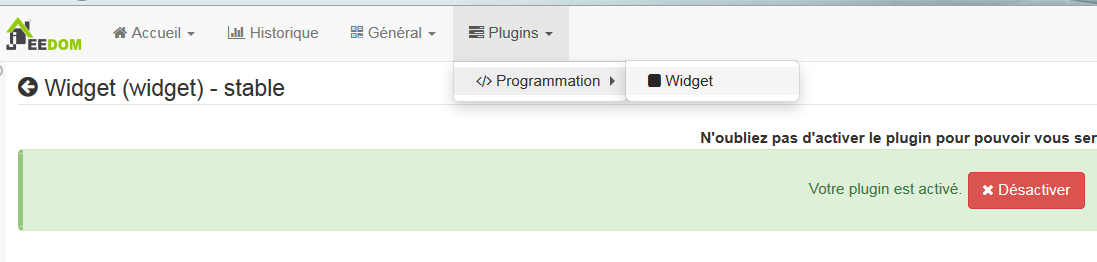 JEEDOM Accueil Historique Général Plugins
</> Programmation Widget
Widget (widget) - stable
N'oubliez pas d'activer le plugin pour pouvoir vous ser
Votre plugin est activé. Désactiver